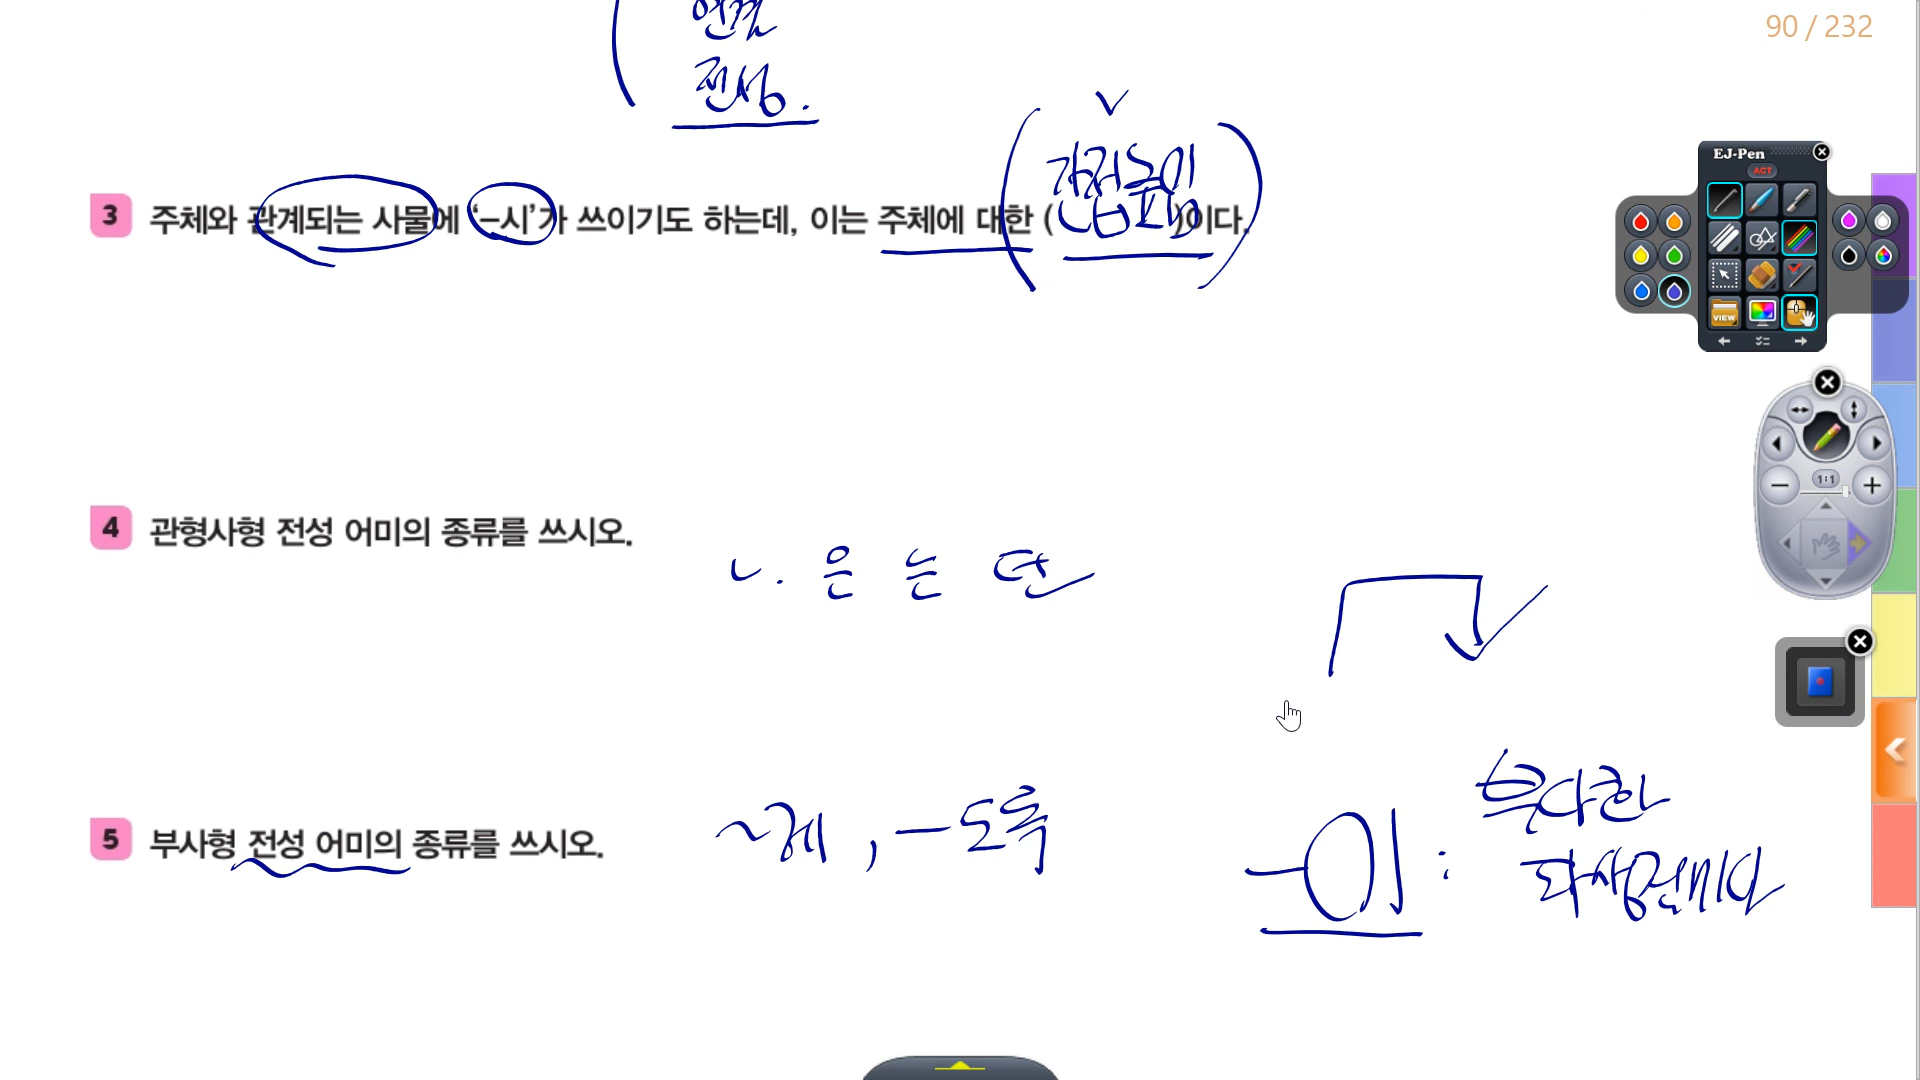 연결
전성.
90 / 232
EJ-Pen
ACT
VIEW
1:1
3 주체와 관계되는 사물에 ‘–시’가 쓰이기도 하는데, 이는 주체에 대한 (간접높임)이다.
4 관형사형 전성 어미의 종류를 쓰시오.
ㄴ. 은 는 던
5 부사형 전성 어미의 종류를 쓰시오.
~게, –도록
–이 :